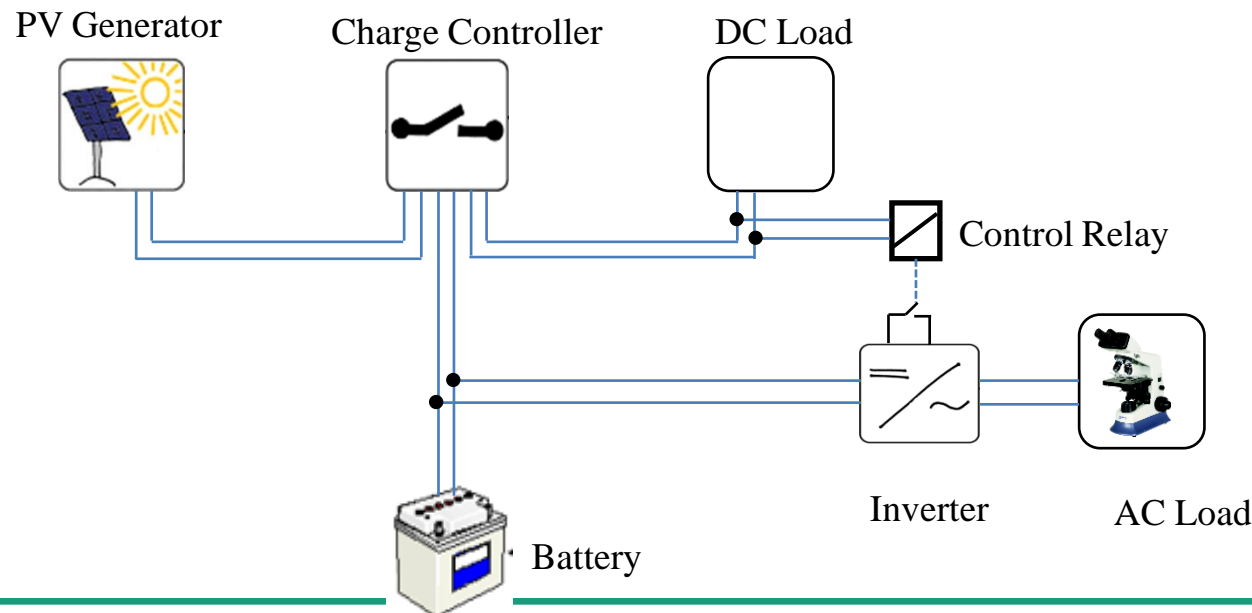 PV Generator
Charge Controller
DC Load
Control Relay
Inverter
AC Load
Battery